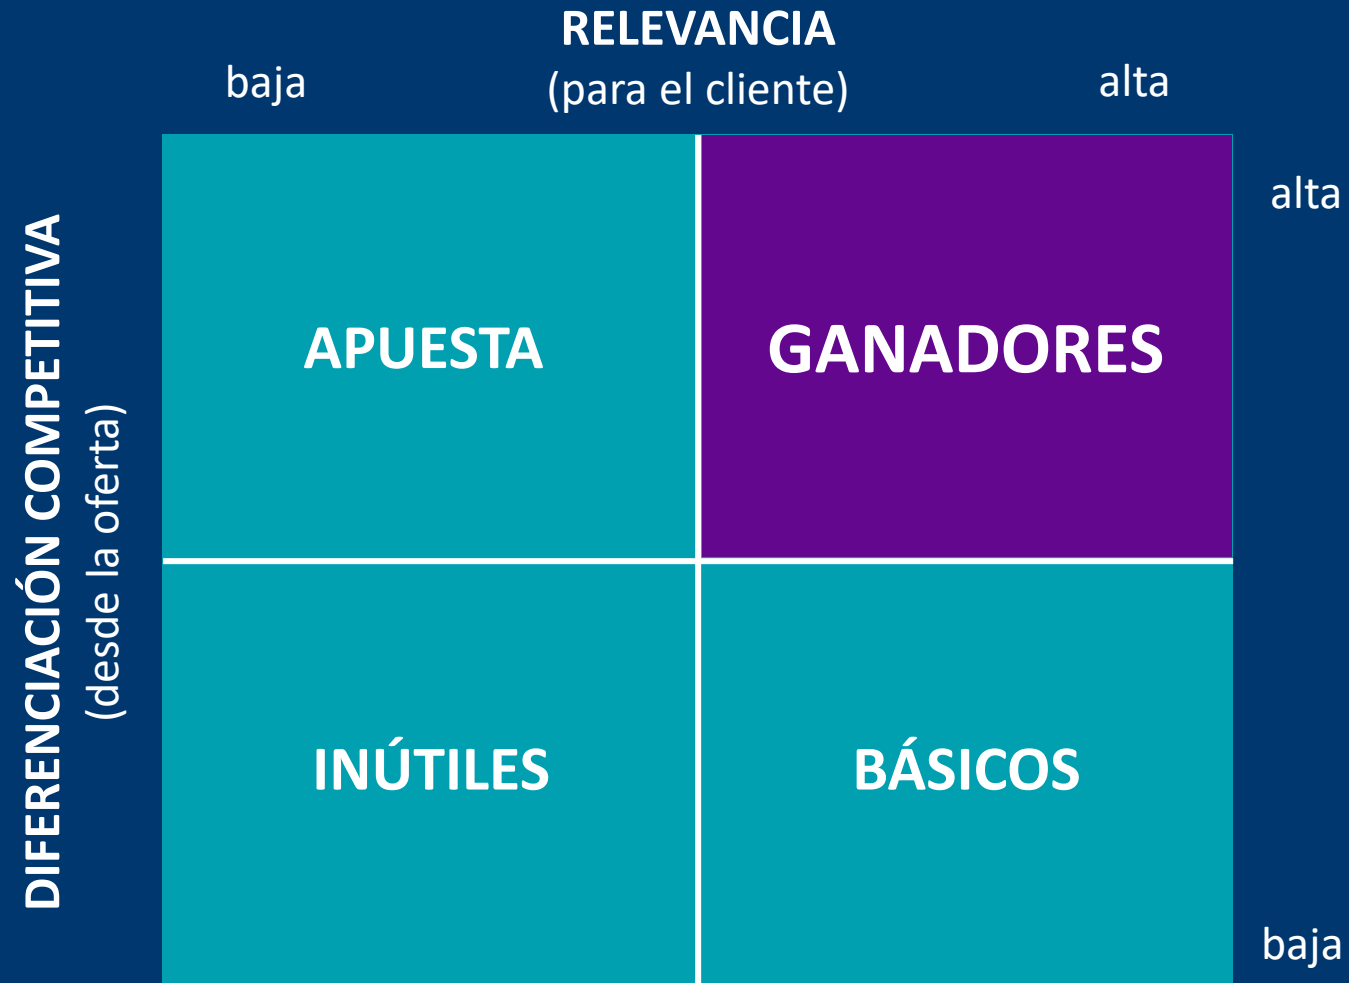 RELEVANCIA
baja
(para el cliente)
alta
alta
DIFERENCIACIÓN COMPETITIVA
(desde la oferta)
APUESTA
GANADORES
INÚTILES
BÁSICOS
baja